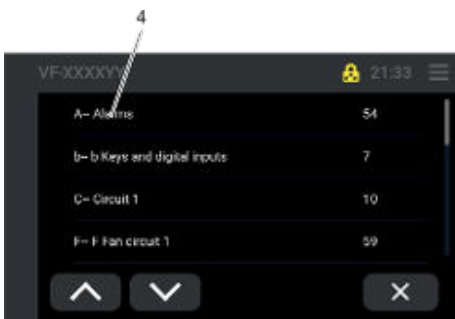 4
VF-XXXXYY 21:33
A-- Alarms 54
b-- b Keys and digital inputs 7
C-- Circuit 1 10
F-- F Fan circuit 1 59